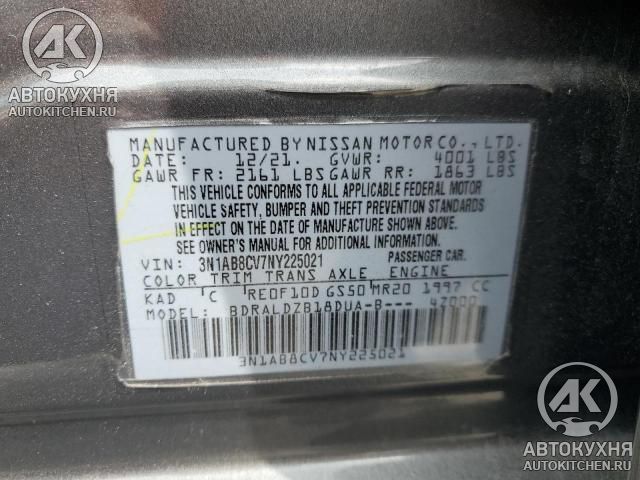 AK
АВТОКУХНЯ
AUTOKITCHEN.RU
MANUFACTURED BY NISSAN MOTOR CO., LTD.
DATE: 12/21. GVWR: 4001 LBS
GAWR FR: 2161 LBS GAWR RR: 1863 LBS
THIS VEHICLE CONFORMS TO ALL APPLICABLE FEDERAL MOTOR
VEHICLE SAFETY, BUMPER AND THEFT PREVENTION STANDARDS
IN EFFECT ON THE DATE OF MANUFACTURE SHOWN ABOVE.
SEE OWNER'S MANUAL FOR ADDITIONAL INFORMATION.
VIN: 3N1AB8CV7NY225021 PASSENGER CAR.
COLOR TRIM TRANS AXLE ENGINE
KAD C RE0F10D GS50 MR20 1997 CC
MODEL: BDRALDZB18DUA-B--- 4Z000
3N1AB8CV7NY225021
AK
АВТОКУХНЯ
AUTOKITCHEN.RU